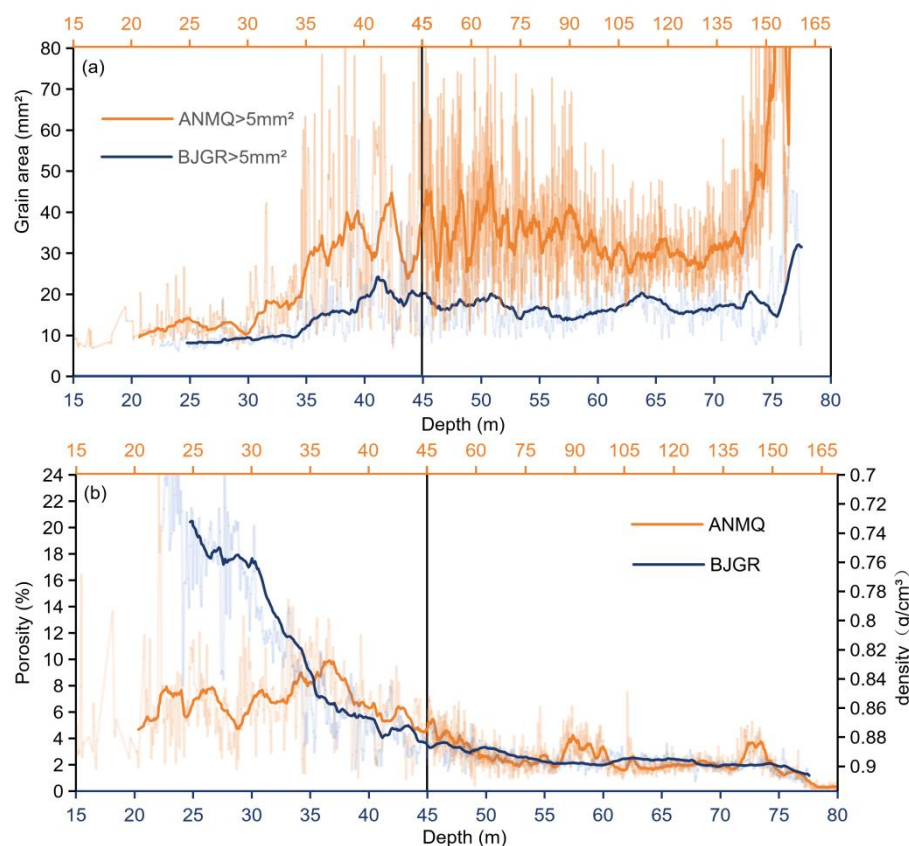 15 20 25 30 35 40 45 60 75 90 105 120 135 150 165
(a)
80
70
50
40
30
20
10
0
Grain area (mm²)
ANMQ>5mm²
BJGR>5mm²
15 20 25 30 35 40 45 50 55 60 65 70 75 80
Depth (m)
15 20 25 30 35 40 45 60 75 90 105 120 135 150 165
(b)
24
20
18
16
14
12
10
8
6
4
2
0
Porosity (%)
ANMQ
BJGR
0.7
0.72
0.74
0.76
0.78
0.8
0.82
0.84
0.86
0.88
0.9
density（g/cm³）
15 20 25 30 35 40 45 50 55 60 65 70 75 80
Depth (m)